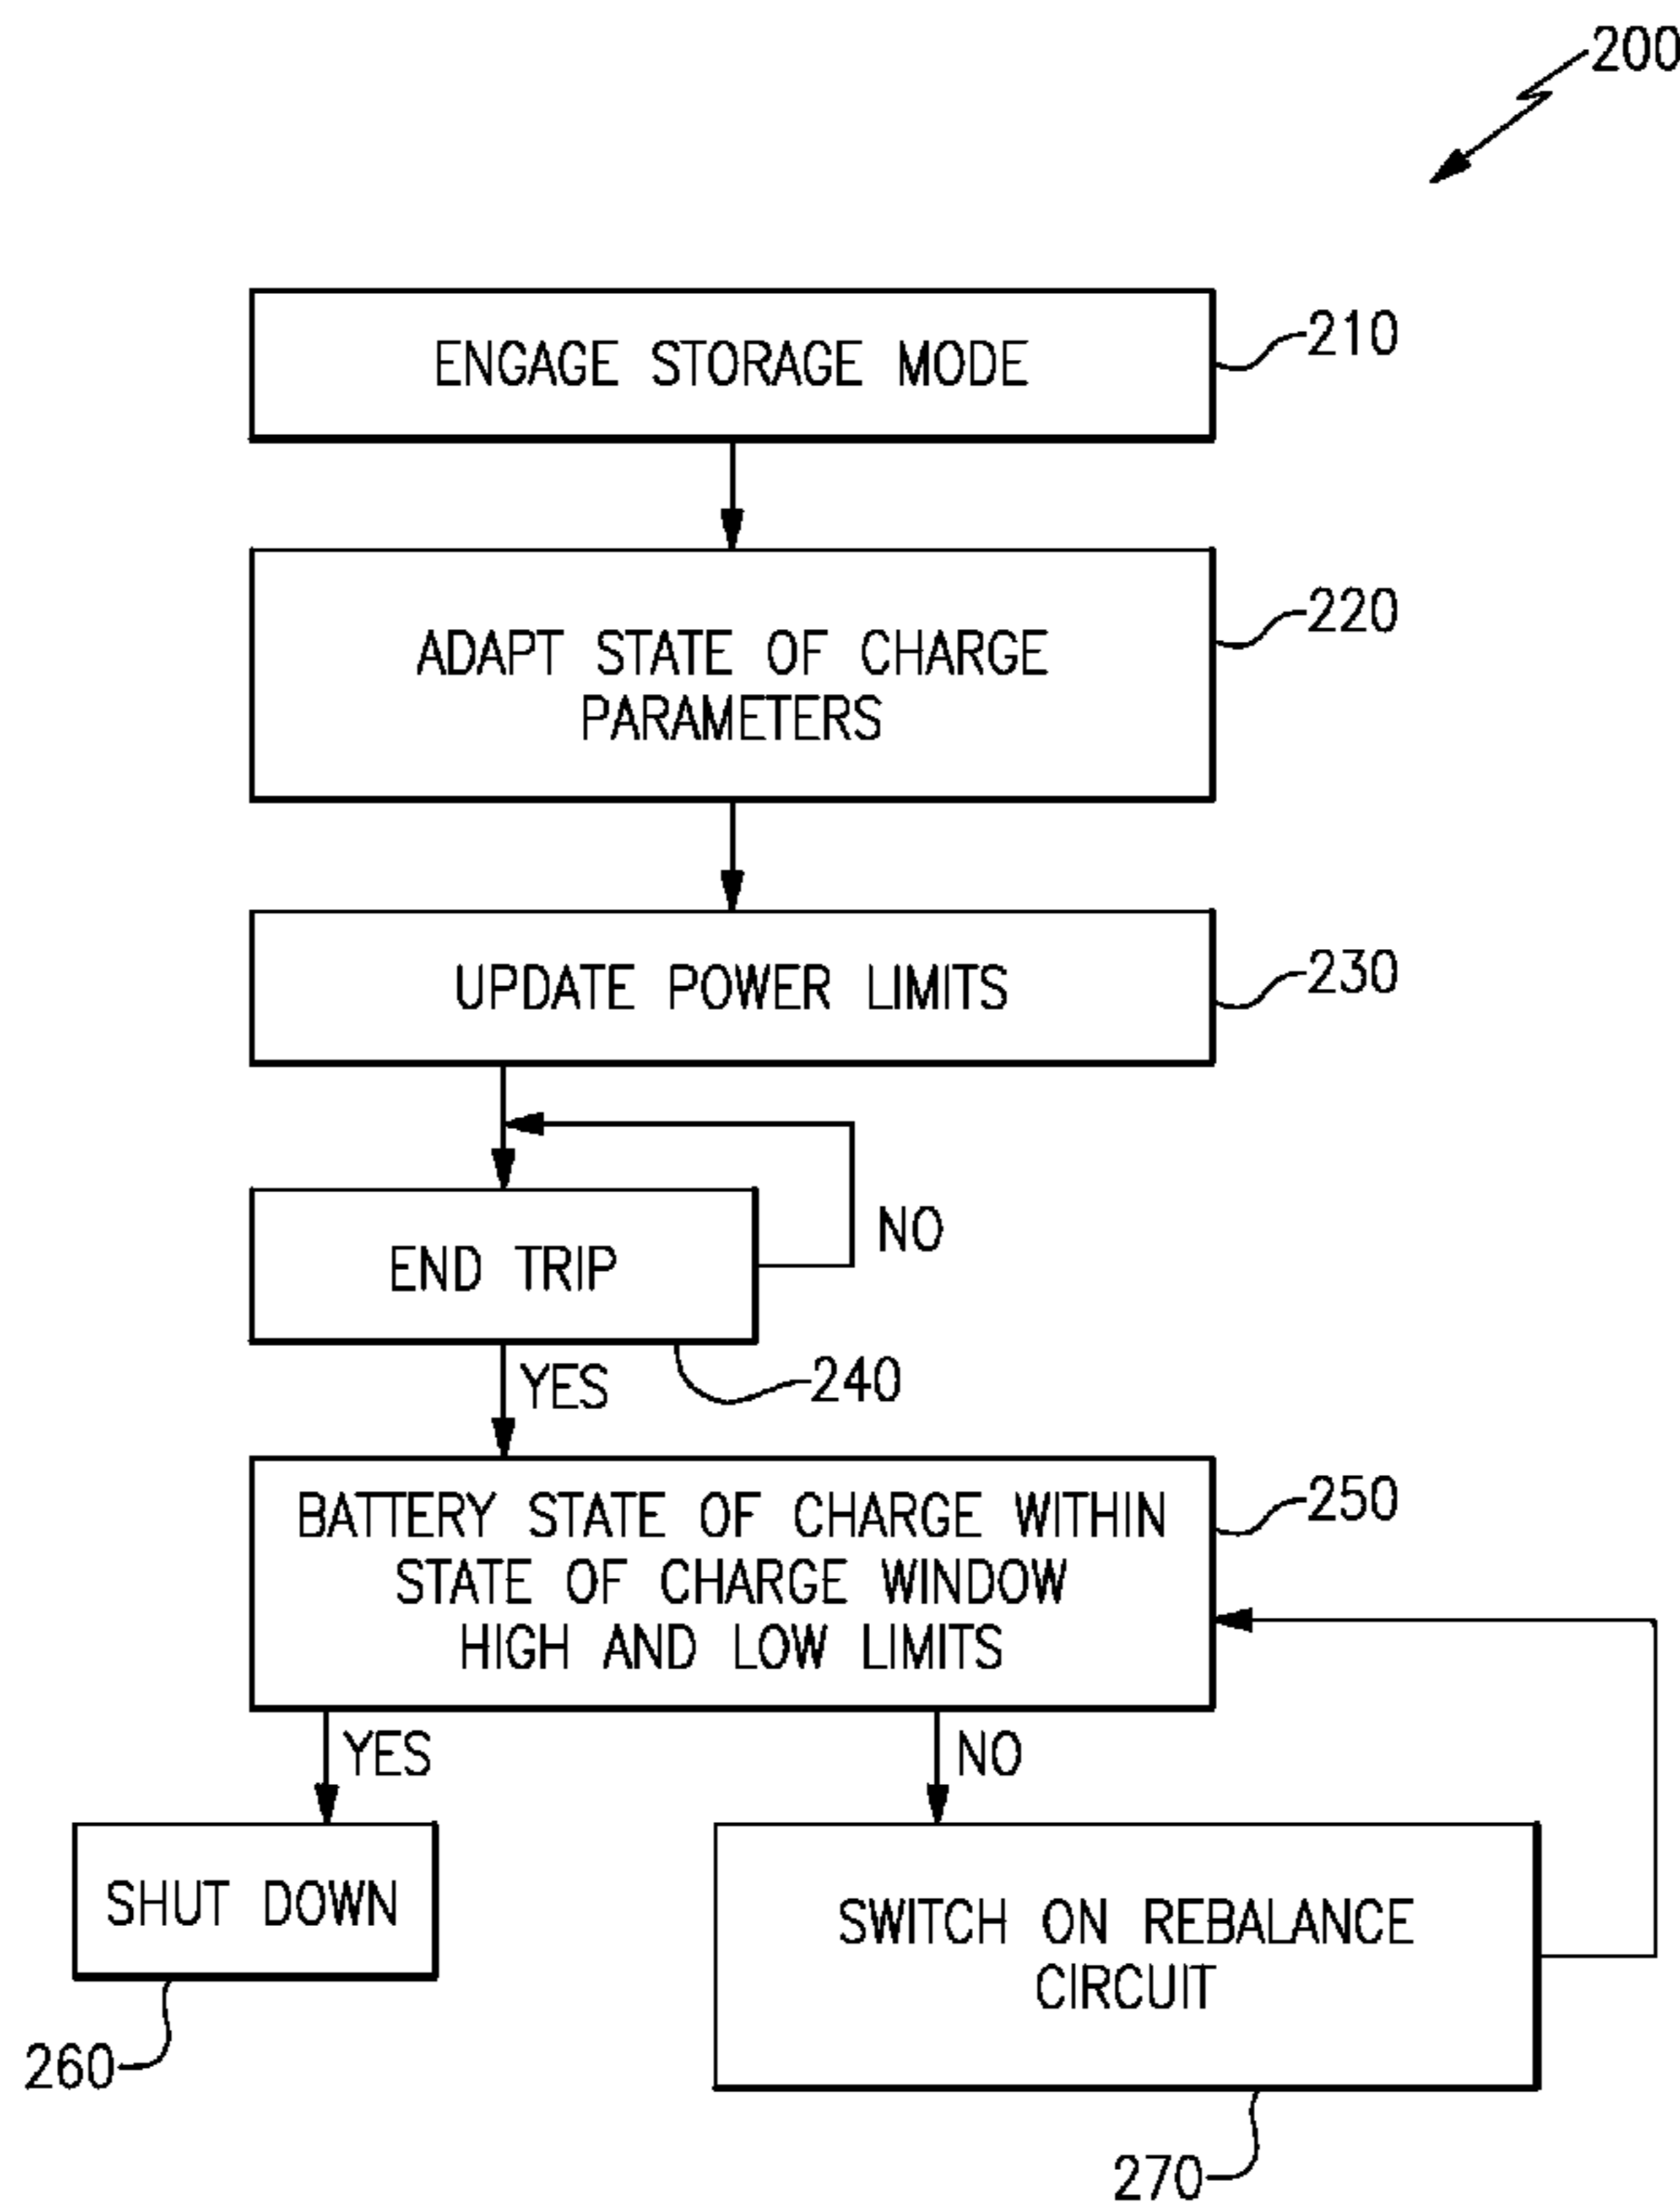 200
ENGAGE STORAGE MODE
210
ADAPT STATE OF CHARGE
PARAMETERS
220
UPDATE POWER LIMITS
230
END TRIP
NO
YES
240
BATTERY STATE OF CHARGE WITHIN
STATE OF CHARGE WINDOW
HIGH AND LOW LIMITS
250
YES
NO
SHUT DOWN
SWITCH ON REBALANCE
CIRCUIT
260
270